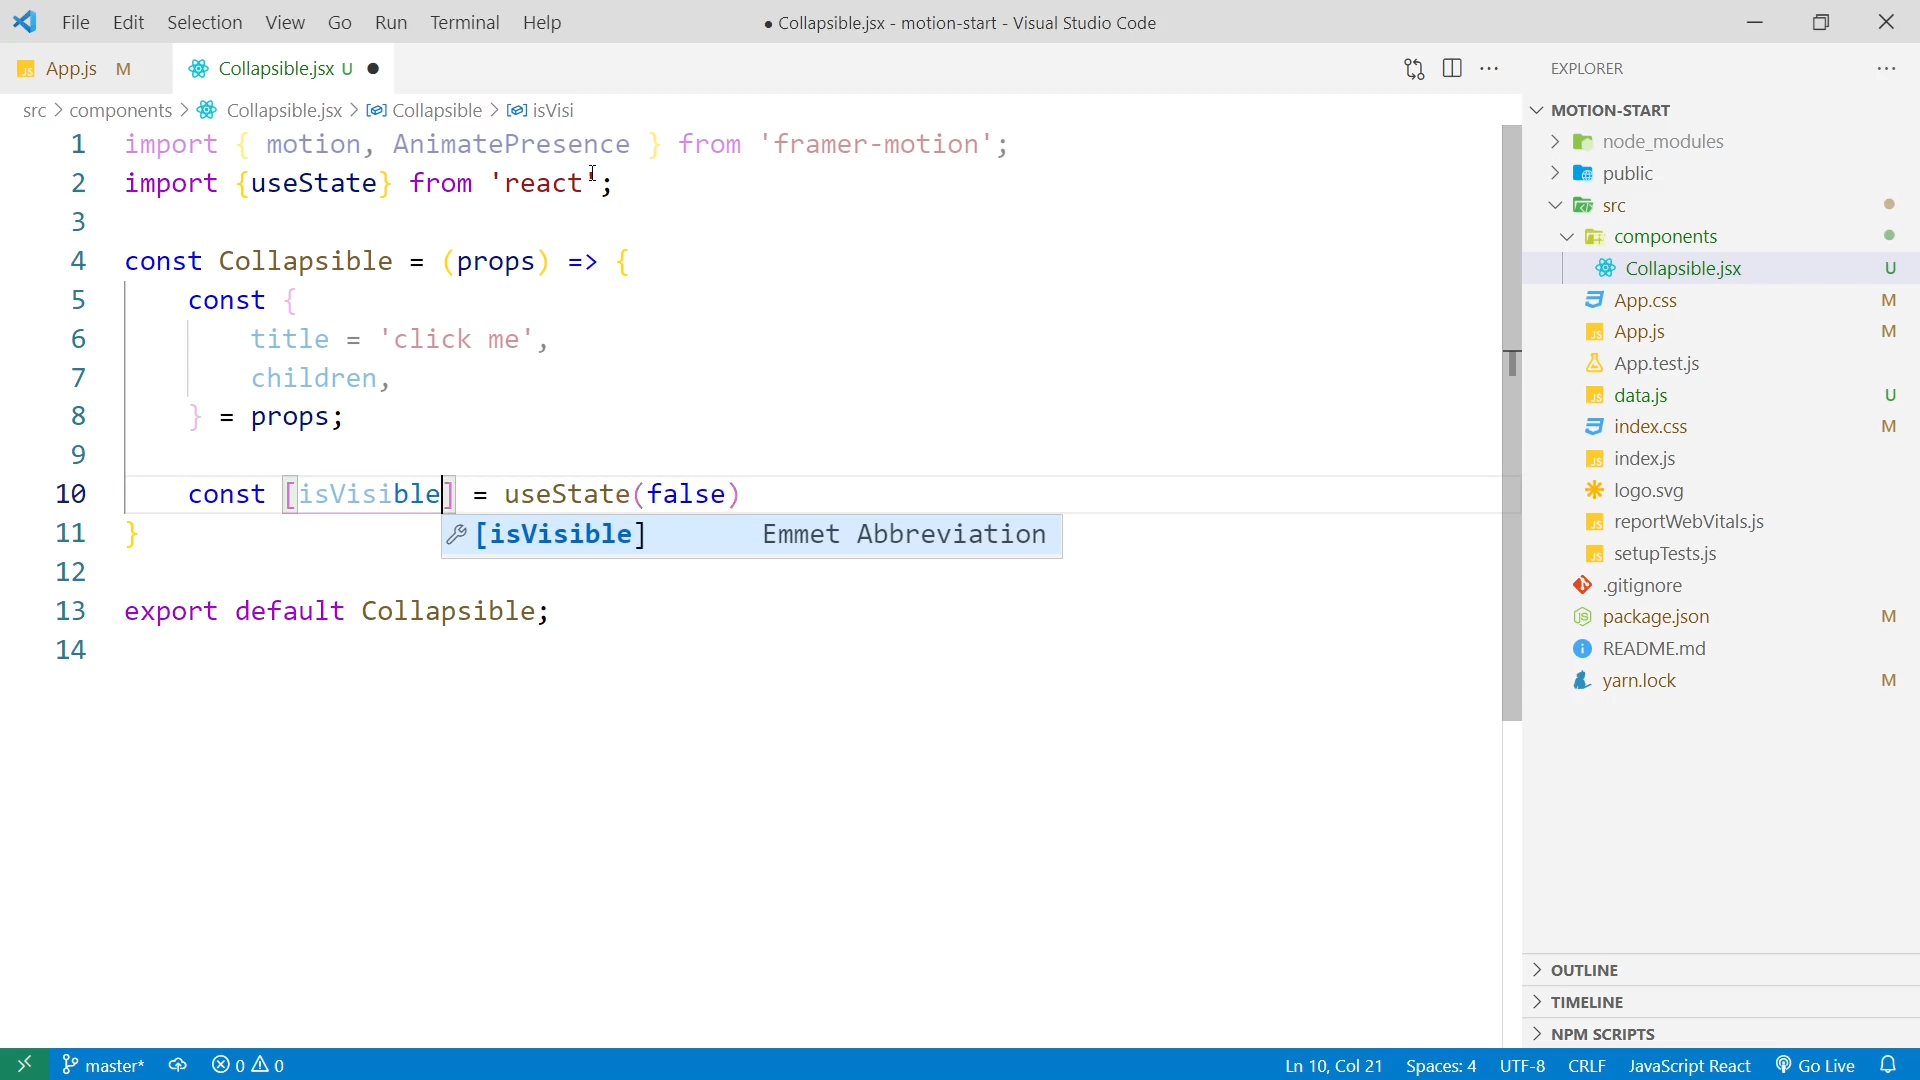 File Edit Selection View Go Run Terminal Help ● Collapsible.jsx - motion-start - Visual Studio Code
App.js M Collapsible.jsx U ●
src > components > Collapsible.jsx > Collapsible > isVisi
1 import { motion, AnimatePresence } from 'framer-motion';
2 import {useState} from 'react';
3
4 const Collapsible = (props) => {
5 const {
6 title = 'click me',
7 children,
8 } = props;
9
10 const [isVisible] = useState(false)
[isVisible] Emmet Abbreviation
11 }
12
13 export default Collapsible;
14
EXPLORER
MOTION-START
node_modules
public
src
components
Collapsible.jsx U
App.css M
App.js M
App.test.js
data.js U
index.css M
index.js
logo.svg
reportWebVitals.js
setupTests.js
.gitignore
package.json M
README.md
yarn.lock M
OUTLINE
TIMELINE
NPM SCRIPTS
master* 0 0 Ln 10, Col 21 Spaces: 4 UTF-8 CRLF JavaScript React Go Live